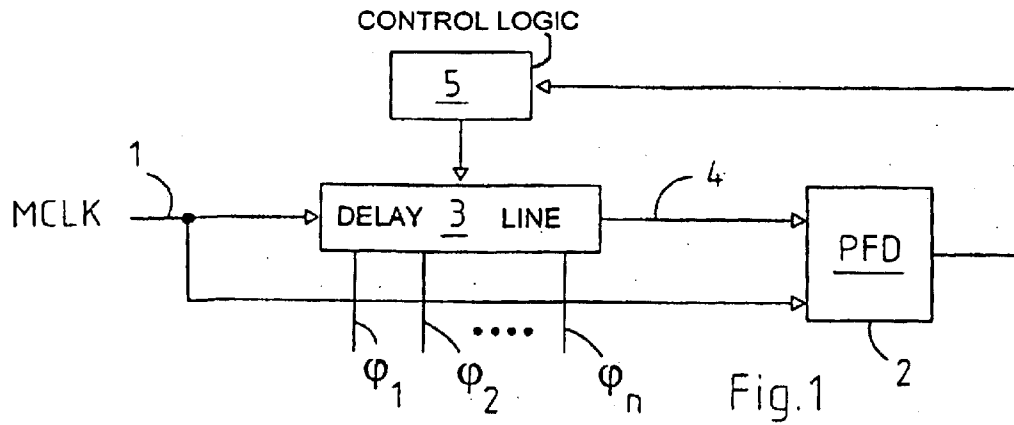 CONTROL LOGIC
5
1
4
MCLK
DELAY 3 LINE
PFD
φ1 φ2 •••• φn
2
Fig.1